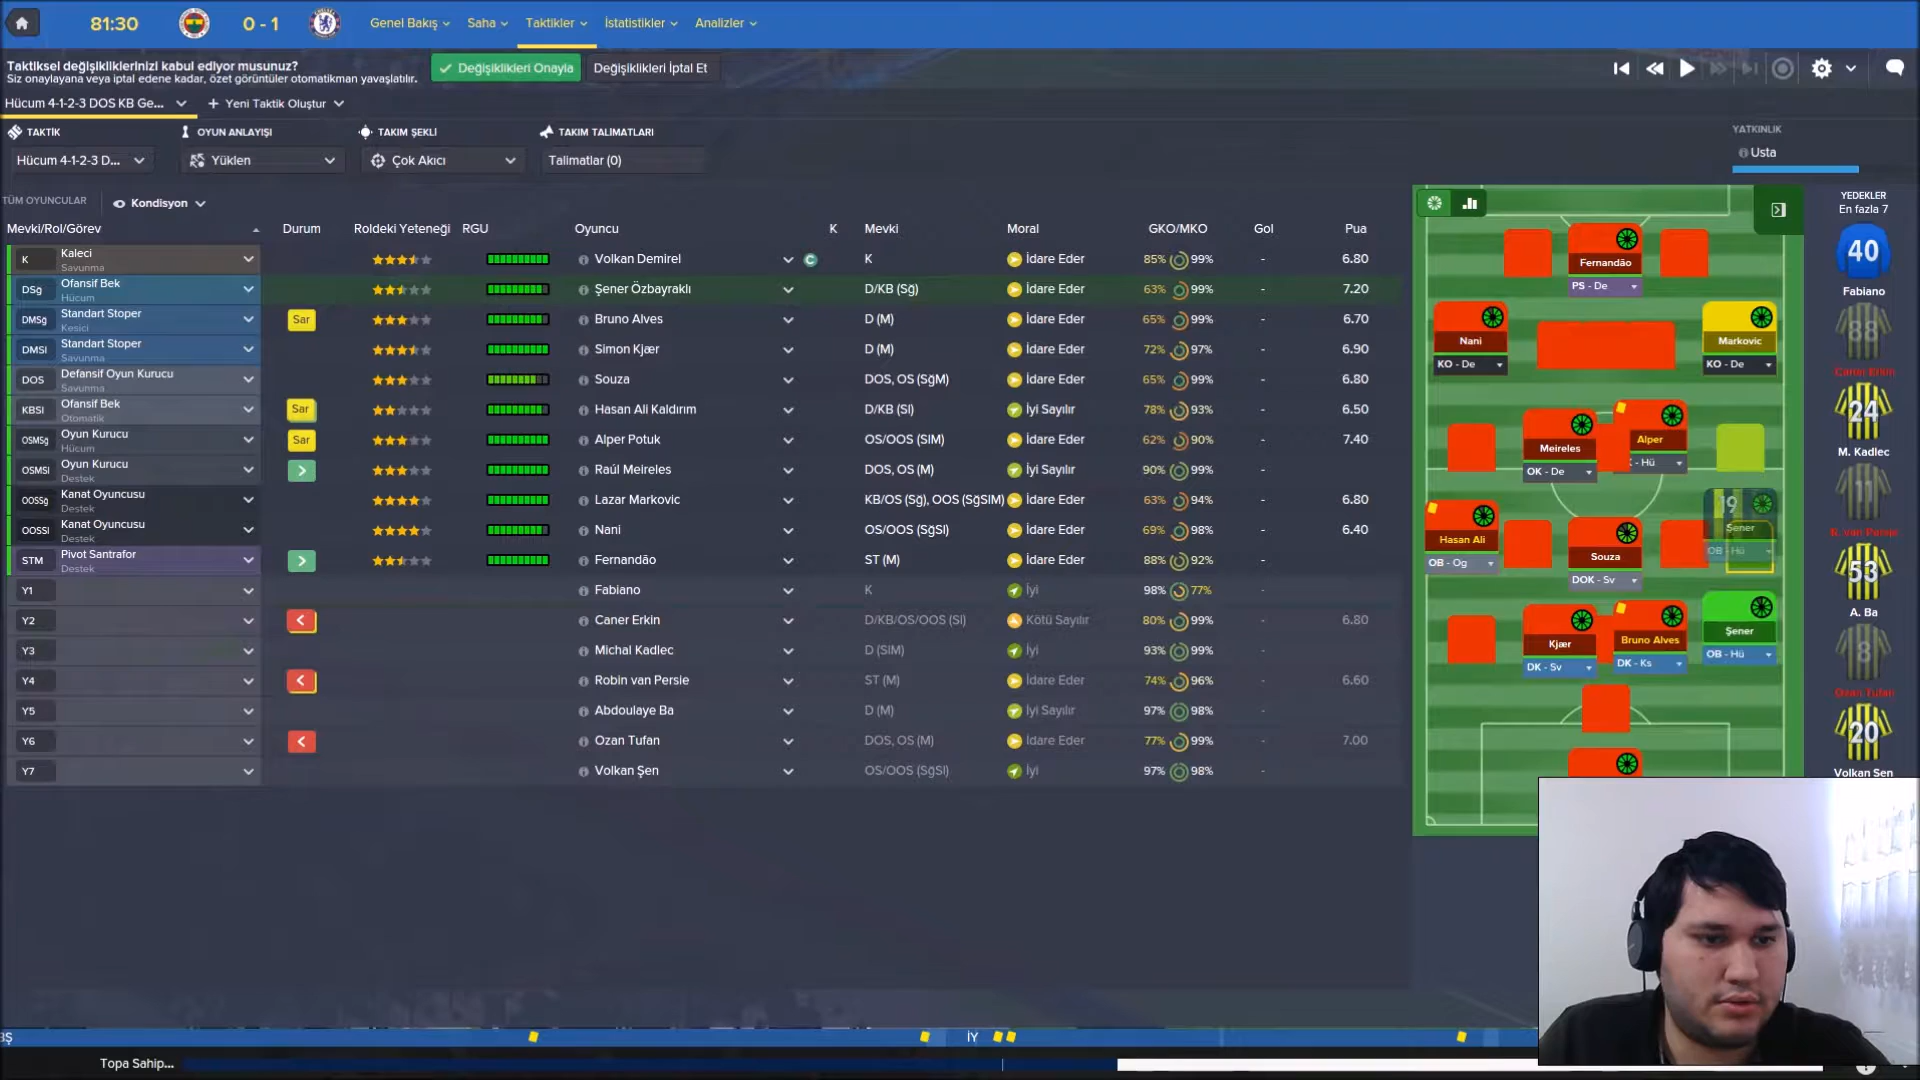 81:30
0 - 1
Genel Bakış
Saha
Taktikler
İstatistikler
Analizler
Taktiksel değişikliklerinizi kabul ediyor musunuz?
Siz onaylayana veya iptal edene kadar, özet görüntüler otomatikman yavaşlatılır.
Değişiklikleri Onayla
Değişiklikleri İptal Et
Hücum 4-1-2-3 DOS KB Ge...
+ Yeni Taktik Oluştur
TAKTİK
OYUN ANLAYIŞI
TAKIM ŞEKLİ
TAKIM TALİMATLARI
Hücum 4-1-2-3 D...
Yüklen
Çok Akıcı
Talimatlar (0)
YATKINLIK
Usta
TÜM OYUNCULAR
Kondisyon
Mevki/Rol/Görev Durum Roldeki Yeteneği RGU Oyuncu K Mevki Moral GKO/MKO Gol Pua
K Kaleci Savunma Volkan Demirel C K İdare Eder 85% 99% - 6.80
DSğ Ofansif Bek Hücum Şener Özbayraklı D/KB (Sğ) İdare Eder 63% 99% - 7.20
DMSğ Standart Stoper Kesici Sar Bruno Alves D (M) İdare Eder 65% 99% - 6.70
DMSI Standart Stoper Savunma Simon Kjær D (M) İdare Eder 72% 97% - 6.90
DOS Defansif Oyun Kurucu Savunma Souza DOS, OS (SğM) İdare Eder 65% 99% - 6.80
KBSI Ofansif Bek Otomatik Sar Hasan Ali Kaldırım D/KB (Sl) İyi Sayılır 78% 93% - 6.50
OSMSğ Oyun Kurucu Hücum Sar Alper Potuk OS/OOS (SlM) İdare Eder 62% 90% - 7.40
OSMSI Oyun Kurucu Destek Raúl Meireles DOS, OS (M) İyi Sayılır 90% 99% -
OOSSğ Kanat Oyuncusu Destek Lazar Markovic KB/OS (Sğ), OOS (SğSlM) İdare Eder 63% 94% - 6.80
OOSSI Kanat Oyuncusu Destek Nani OS/OOS (SğSl) İdare Eder 69% 98% - 6.40
STM Pivot Santrafor Destek Fernandão ST (M) İdare Eder 88% 92% -
Y1 Fabiano K İyi 98% 77% -
Y2 Caner Erkin D/KB/OS/OOS (Sl) Kötü Sayılır 80% 99% - 6.80
Y3 Michal Kadlec D (SlM) İyi 93% 99% -
Y4 Robin van Persie ST (M) İdare Eder 74% 96% - 6.60
Y5 Abdoulaye Ba D (M) İyi Sayılır 97% 98% -
Y6 Ozan Tufan DOS, OS (M) İdare Eder 77% 99% - 7.00
Y7 Volkan Şen OS/OOS (SğSl) İyi 97% 98% -
Fernandão
PS - De
Nani
KO - De
Markovic
KO - De
Meireles
OK - De
Alper
- Hü
Hasan Ali
OB - Og
Souza
DOK - Sv
19
Şener
OB - Hü
Kjær
DK - Sv
Bruno Alves
DK - Ks
Şener
OB - Hü
YEDEKLER
En fazla 7
40
Fabiano
88
Caner Erkin
24
M. Kadlec
11
R. van Persie
53
A. Ba
8
Ozan Tufan
20
Volkan Şen
BŞ
İY
Topa Sahip...